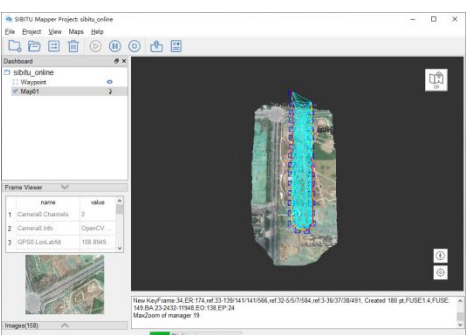 SIBITU Mapper Project: sibitu_online
File Project View Maps Help
Dashboard
sibitu_online
Waypoint
Map01
2D
Frame Viewer
name value
1 Camera0.Channels 2
2 Camera0.Info OpenCV:...
3 GPS0.LonLatAlt 108.8949...
Images(158)
New KeyFrame:34,ER:174,ref:33-139/141/141/566,ref:32-5/5/7/584,ref:3-36/37/38/491, Created 180 pt,FUSE1.4,FUSE:
149,BA:23-2432-11948,EO:138,EP:24
MaxZoom of manager 19